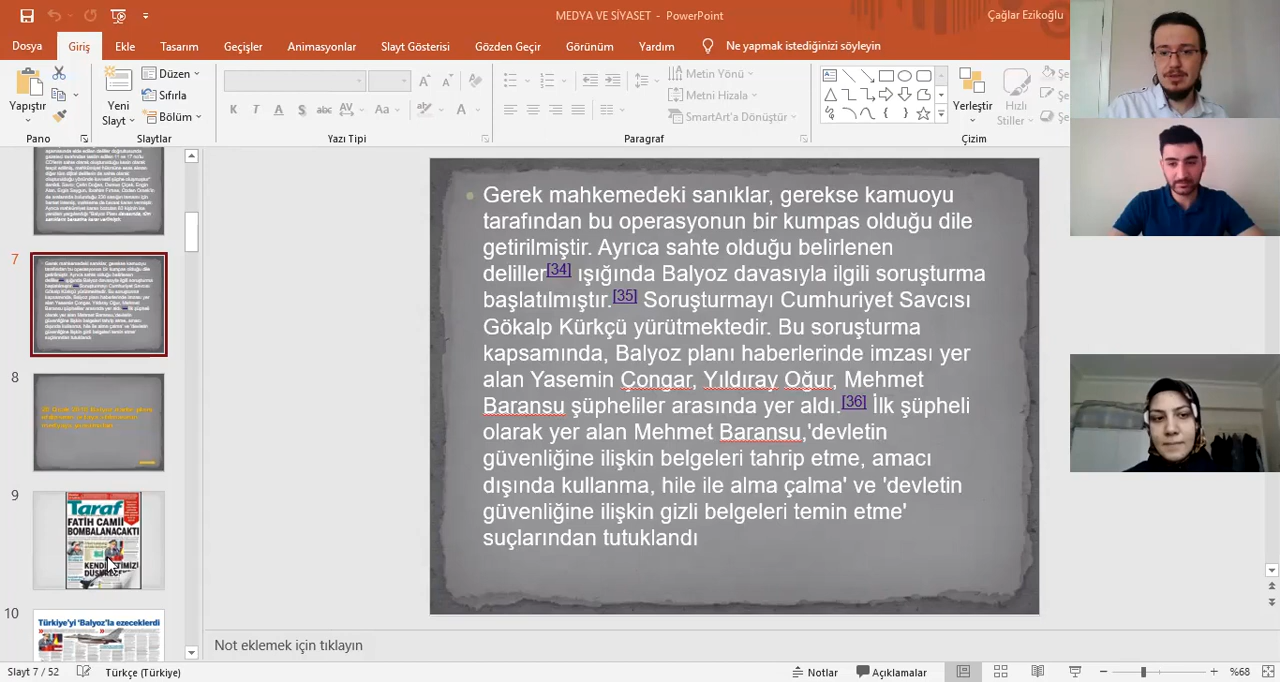 MEDYA VE SİYASET - PowerPoint
Çağlar Ezikoğlu
Dosya Giriş Ekle Tasarım Geçişler Animasyonlar Slayt Gösterisi Gözden Geçir Görünüm Yardım Ne yapmak istediğinizi söyleyin
Yapıştır
Yeni
Slayt
Düzen
Sıfırla
Bölüm
K T A S abc AV Aa
Metin Yönü
Metni Hizala
SmartArt'a Dönüştür
Yerleştir
Hızlı
Stiller
Pano Slaytlar Yazı Tipi Paragraf Çizim
7
8
9
Taraf
FATİH CAMİİ
BOMBALANACAKTI
10
Türkiye'yi 'Balyoz'la ezeceklerdi
Gerek mahkemedeki sanıklar, gerekse kamuoyu
tarafından bu operasyonun bir kumpas olduğu dile
getirilmiştir. Ayrıca sahte olduğu belirlenen
deliller[34] ışığında Balyoz davasıyla ilgili soruşturma
başlatılmıştır.[35] Soruşturmayı Cumhuriyet Savcısı
Gökalp Kürkçü yürütmektedir. Bu soruşturma
kapsamında, Balyoz planı haberlerinde imzası yer
alan Yasemin Çongar, Yıldıray Oğur, Mehmet
Baransu şüpheliler arasında yer aldı.[36] İlk şüpheli
olarak yer alan Mehmet Baransu,'devletin
güvenliğine ilişkin belgeleri tahrip etme, amacı
dışında kullanma, hile ile alma çalma' ve 'devletin
güvenliğine ilişkin gizli belgeleri temin etme'
suçlarından tutuklandı
Not eklemek için tıklayın
Slayt 7 / 52 Türkçe (Türkiye) Notlar Açıklamalar %68